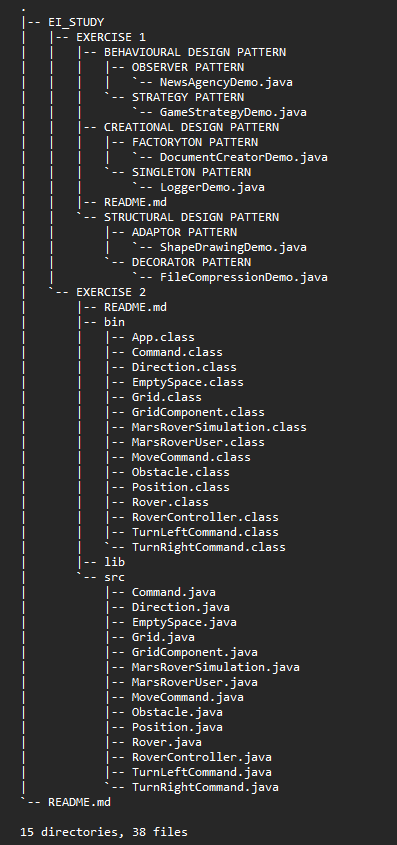 .
|-- EI_STUDY
|   |-- EXERCISE 1
|   |   |-- BEHAVIOURAL DESIGN PATTERN
|   |   |   |-- OBSERVER PATTERN
|   |   |   |   `-- NewsAgencyDemo.java
|   |   |   `-- STRATEGY PATTERN
|   |   |       `-- GameStrategyDemo.java
|   |   |-- CREATIONAL DESIGN PATTERN
|   |   |   |-- FACTORYTON PATTERN
|   |   |   |   `-- DocumentCreatorDemo.java
|   |   |   `-- SINGLETON PATTERN
|   |   |       `-- LoggerDemo.java
|   |   |-- README.md
|   |   `-- STRUCTURAL DESIGN PATTERN
|   |       |-- ADAPTOR PATTERN
|   |       |   `-- ShapeDrawingDemo.java
|   |       `-- DECORATOR PATTERN
|   |           `-- FileCompressionDemo.java
|   `-- EXERCISE 2
|       |-- README.md
|       |-- bin
|       |   |-- App.class
|       |   |-- Command.class
|       |   |-- Direction.class
|       |   |-- EmptySpace.class
|       |   |-- Grid.class
|       |   |-- GridComponent.class
|       |   |-- MarsRoverSimulation.class
|       |   |-- MarsRoverUser.class
|       |   |-- MoveCommand.class
|       |   |-- Obstacle.class
|       |   |-- Position.class
|       |   |-- Rover.class
|       |   |-- RoverController.class
|       |   |-- TurnLeftCommand.class
|       |   `-- TurnRightCommand.class
|       |-- lib
|       `-- src
|           |-- Command.java
|           |-- Direction.java
|           |-- EmptySpace.java
|           |-- Grid.java
|           |-- GridComponent.java
|           |-- MarsRoverSimulation.java
|           |-- MarsRoverUser.java
|           |-- MoveCommand.java
|           |-- Obstacle.java
|           |-- Position.java
|           |-- Rover.java
|           |-- RoverController.java
|           |-- TurnLeftCommand.java
|           `-- TurnRightCommand.java
`-- README.md

15 directories, 38 files